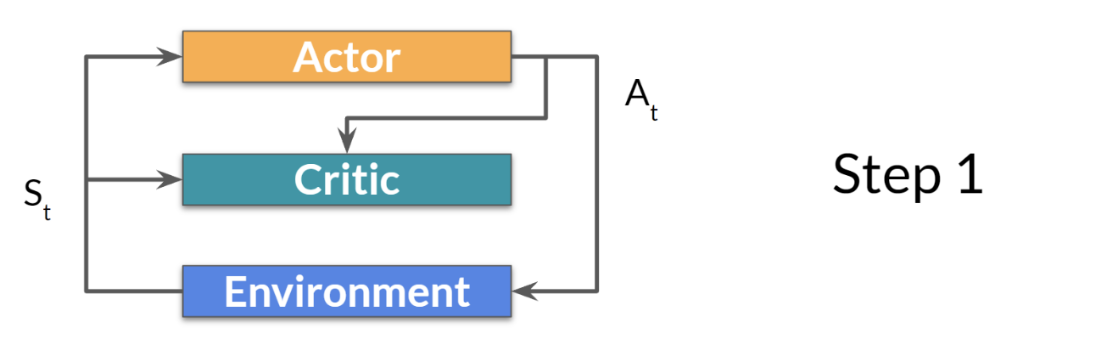 Actor
A_t
Critic
Step 1
S_t
Environment